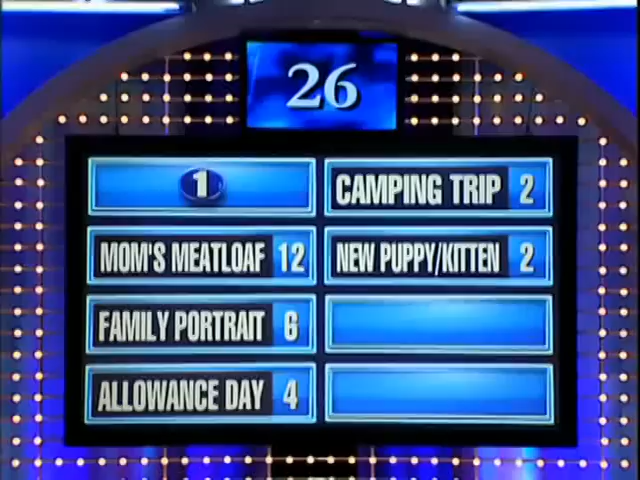 26
1
MOM'S MEATLOAF 12
FAMILY PORTRAIT 6
ALLOWANCE DAY 4
CAMPING TRIP 2
NEW PUPPY/KITTEN 2